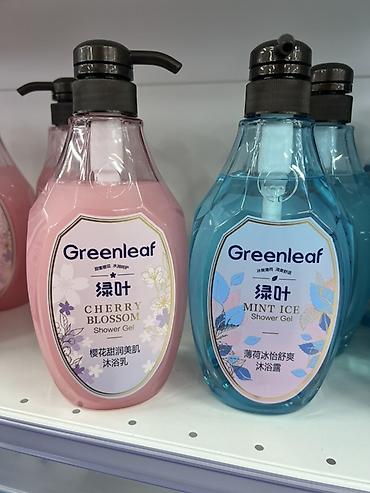 Greenleaf
绿叶
CHERRY
BLOSSOM
Shower Gel
樱花甜润美肌
沐浴乳
Greenleaf
绿叶
MINT ICE
Shower Gel
薄荷冰怡舒爽
沐浴露